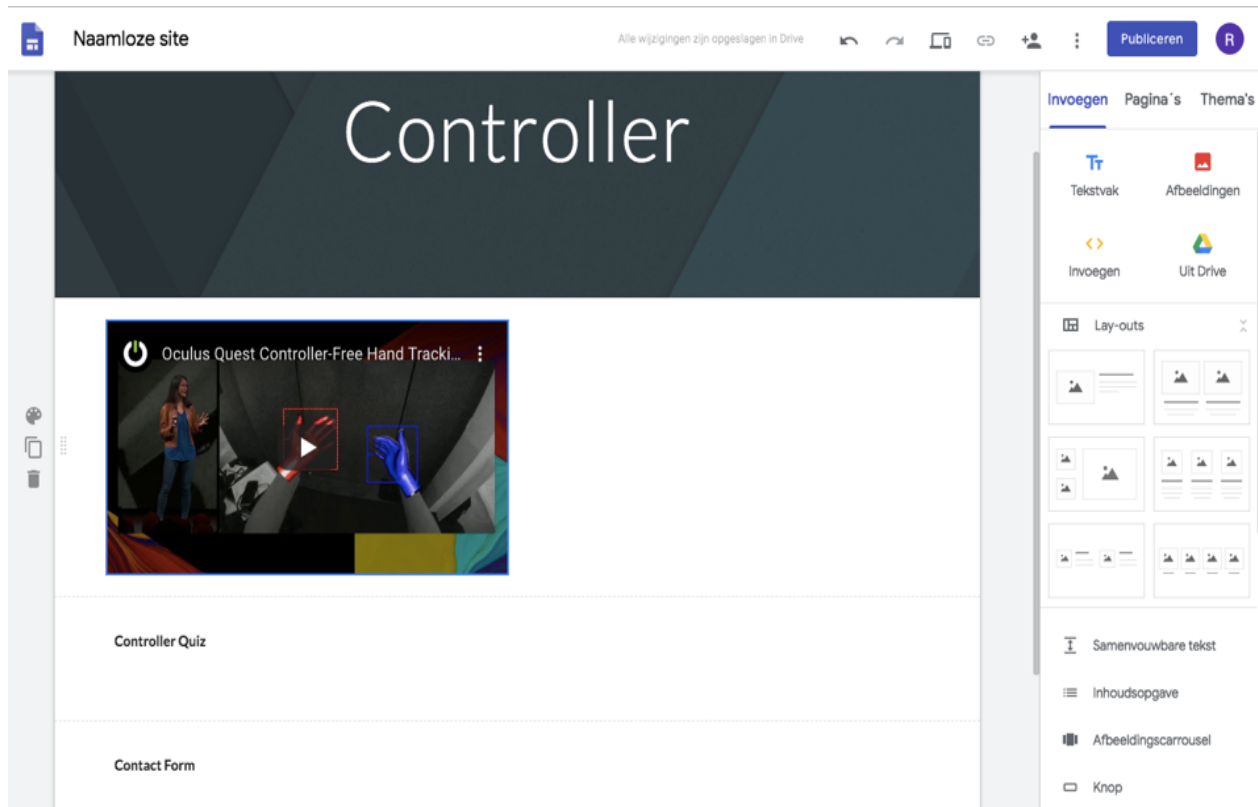 Naamloze site
Alle wijzigingen zijn opgeslagen in Drive
Publiceren
R
Controller
Oculus Quest Controller-Free Hand Tracki...
Controller Quiz
Contact Form
Invoegen Pagina´s Thema's
Tekstvak Afbeeldingen
Invoegen Uit Drive
Lay-outs
Samenvouwbare tekst
Inhoudsopgave
Afbeeldingscarrousel
Knop